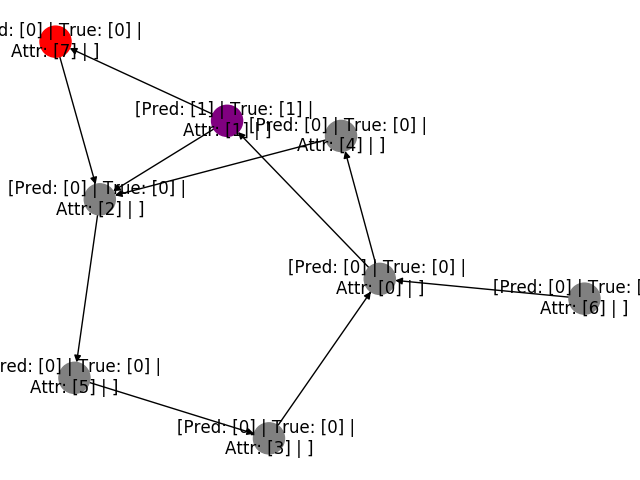 d: [0] | True: [0] |
Attr: [7] | ]
[Pred: [1] | True: [1] |
Attr: [1] | ]
[Pred: [0] | True: [0] |
Attr: [4] | ]
[Pred: [0] | True: [0] |
Attr: [2] | ]
[Pred: [0] | True: [0] |
Attr: [0] | ]
[Pred: [0] | True: [
Attr: [6] | ]
red: [0] | True: [0] |
Attr: [5] | ]
[Pred: [0] | True: [0] |
Attr: [3] | ]